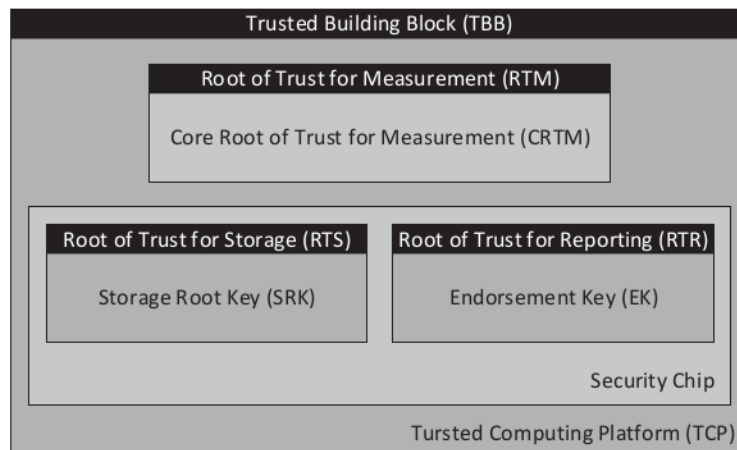 Trusted Building Block (TBB)
Root of Trust for Measurement (RTM)
Core Root of Trust for Measurement (CRTM)
Root of Trust for Storage (RTS)
Root of Trust for Reporting (RTR)
Storage Root Key (SRK)
Endorsement Key (EK)
Security Chip
Tursted Computing Platform (TCP)